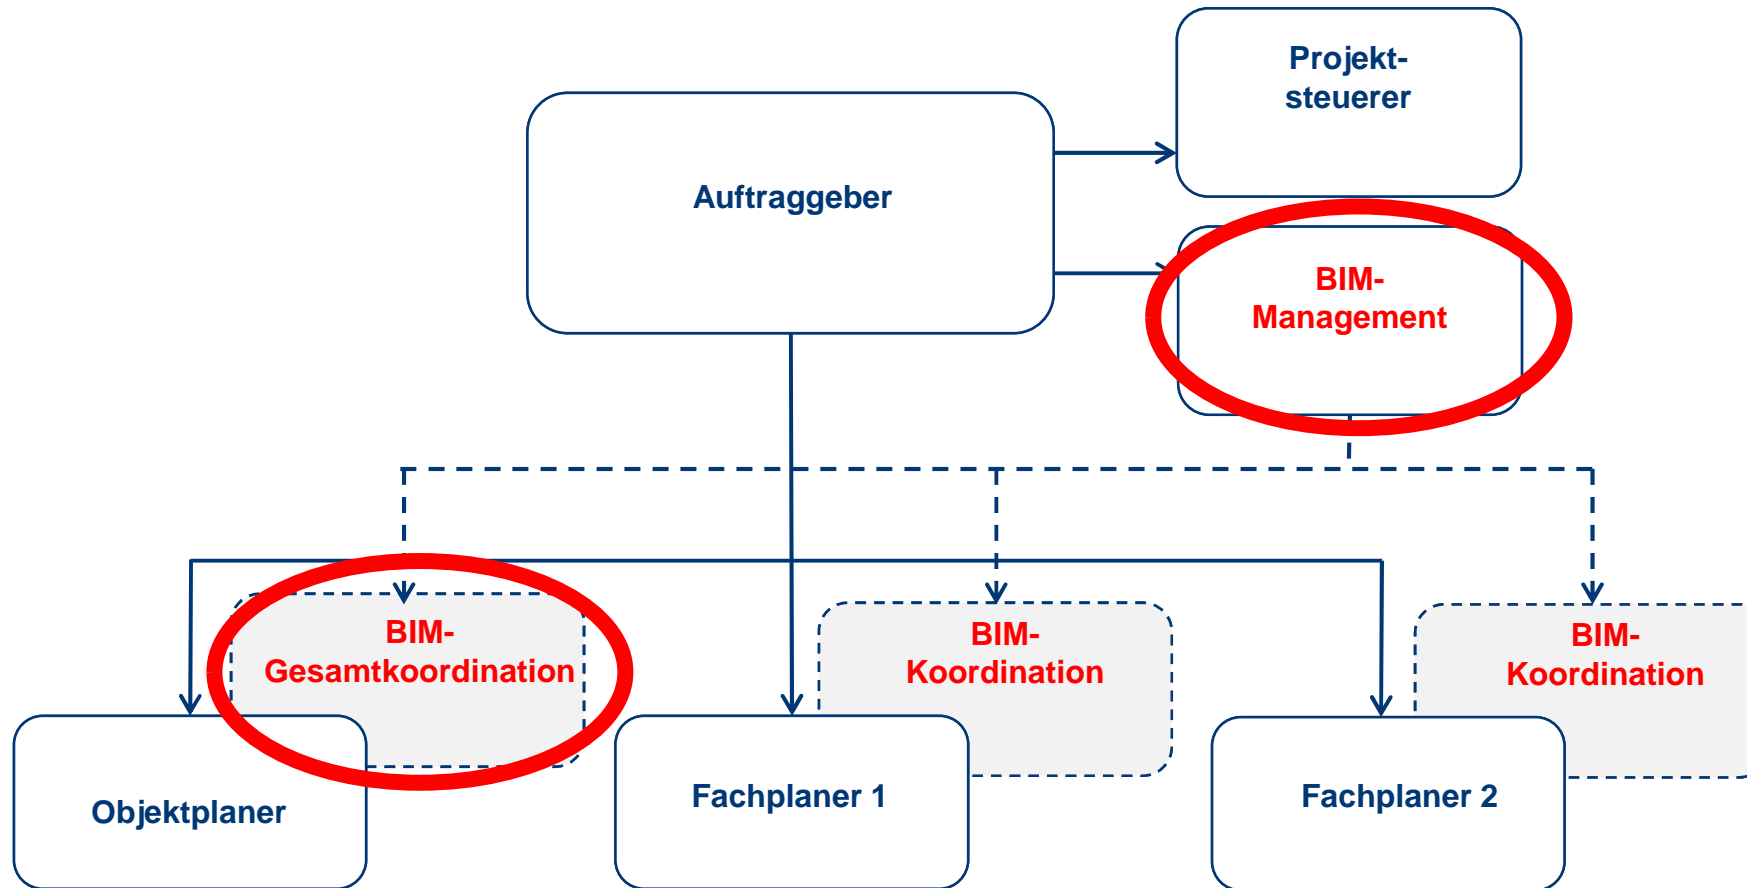 Projekt-
steuerer
Auftraggeber
BIM-
Management
BIM-
Gesamtkoordination
BIM-
Koordination
BIM-
Koordination
Objektplaner
Fachplaner 1
Fachplaner 2